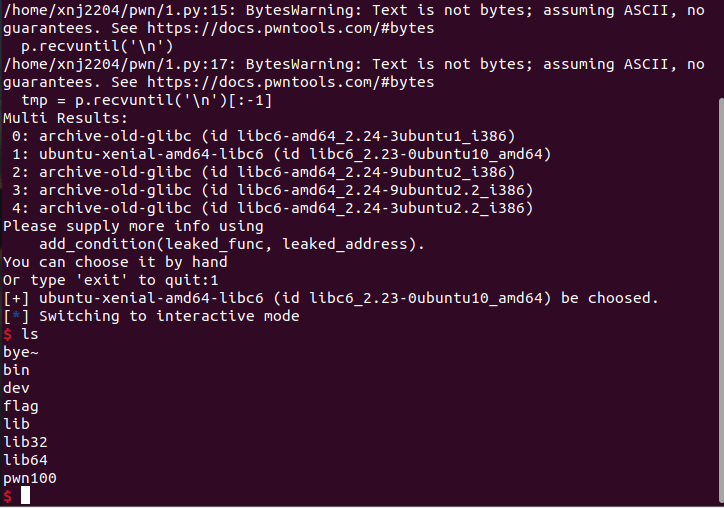 /home/xnj2204/pwn/1.py:15: BytesWarning: Text is not bytes; assuming ASCII, no
guarantees. See https://docs.pwntools.com/#bytes
  p.recvuntil('\n')
/home/xnj2204/pwn/1.py:17: BytesWarning: Text is not bytes; assuming ASCII, no
guarantees. See https://docs.pwntools.com/#bytes
  tmp = p.recvuntil('\n')[:-1]
Multi Results:
 0: archive-old-glibc (id libc6-amd64_2.24-3ubuntu1_i386)
 1: ubuntu-xenial-amd64-libc6 (id libc6_2.23-0ubuntu10_amd64)
 2: archive-old-glibc (id libc6-amd64_2.24-9ubuntu2_i386)
 3: archive-old-glibc (id libc6-amd64_2.24-9ubuntu2.2_i386)
 4: archive-old-glibc (id libc6-amd64_2.24-3ubuntu2.2_i386)
Please supply more info using
    add_condition(leaked_func, leaked_address).
You can choose it by hand
Or type 'exit' to quit:1
[+] ubuntu-xenial-amd64-libc6 (id libc6_2.23-0ubuntu10_amd64) be choosed.
[*] Switching to interactive mode
$ ls
bye~
bin
dev
flag
lib
lib32
lib64
pwn100
$